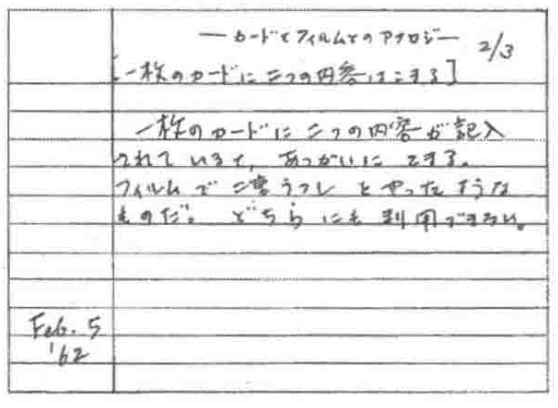 ―カードとフィルムとのアナロジー―
2/3
[一枚のカードに二つの内容はこまる]
一枚のカードに二つの内容が記入
されていると、あつかいにこまる。
フィルムで二重うつし とやったような
ものだ。どちらにも利用できない。
Feb. 5
'62